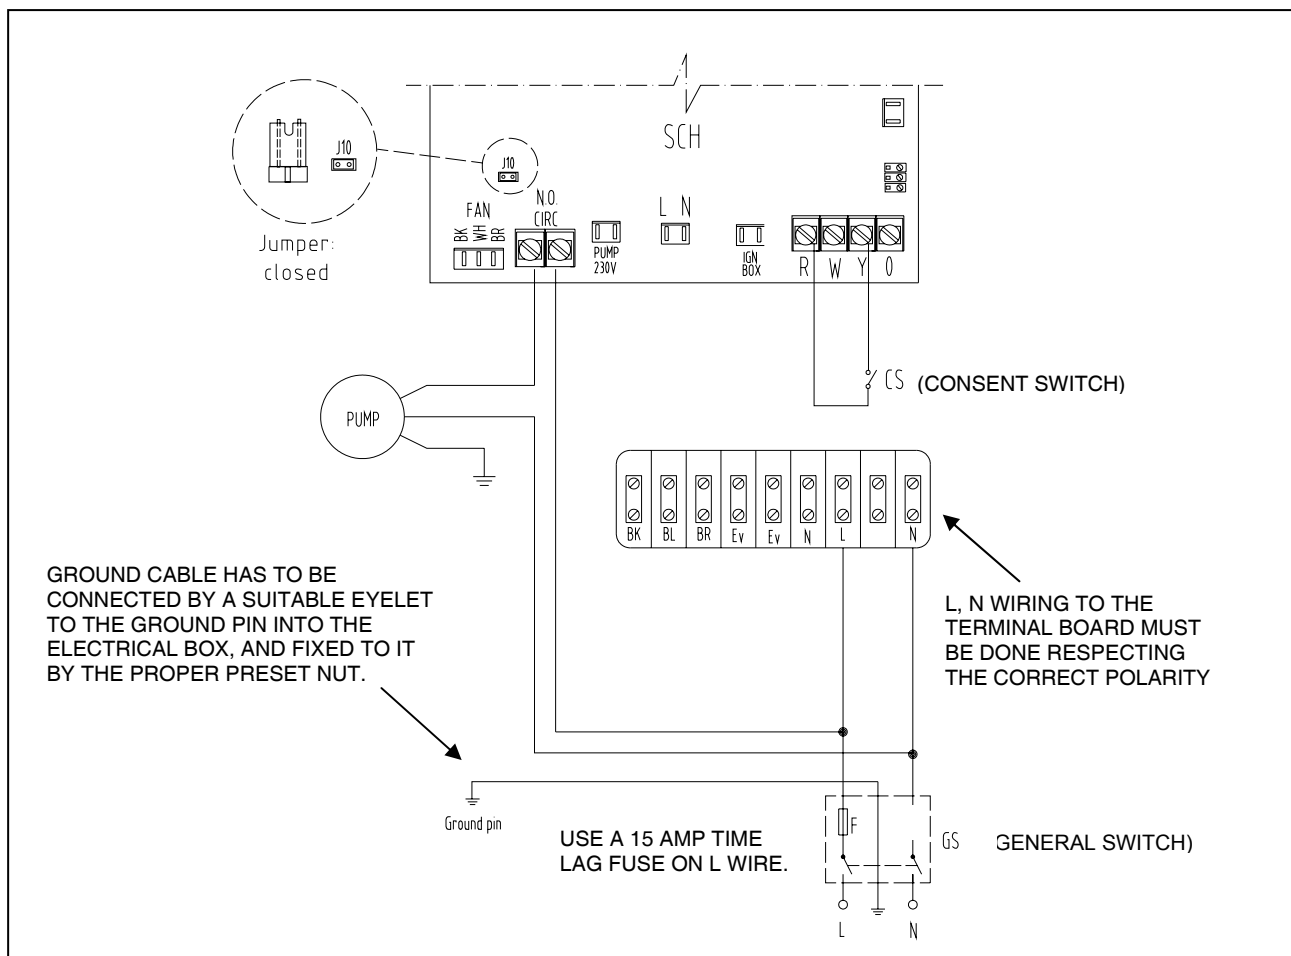 SCH
J10
J10
Jumper:
closed
FAN
BK WH BR
N.O.
CIRC
PUMP
230V
L N
IGN
BOX
R W Y O
CS (CONSENT SWITCH)
PUMP
BK BL BR Ev Ev N L N
GROUND CABLE HAS TO BE
CONNECTED BY A SUITABLE EYELET
TO THE GROUND PIN INTO THE
ELECTRICAL BOX, AND FIXED TO IT
BY THE PROPER PRESET NUT.
L, N WIRING TO THE
TERMINAL BOARD MUST
BE DONE RESPECTING
THE CORRECT POLARITY
Ground pin
USE A 15 AMP TIME
LAG FUSE ON L WIRE.
F
GS GENERAL SWITCH)
L N